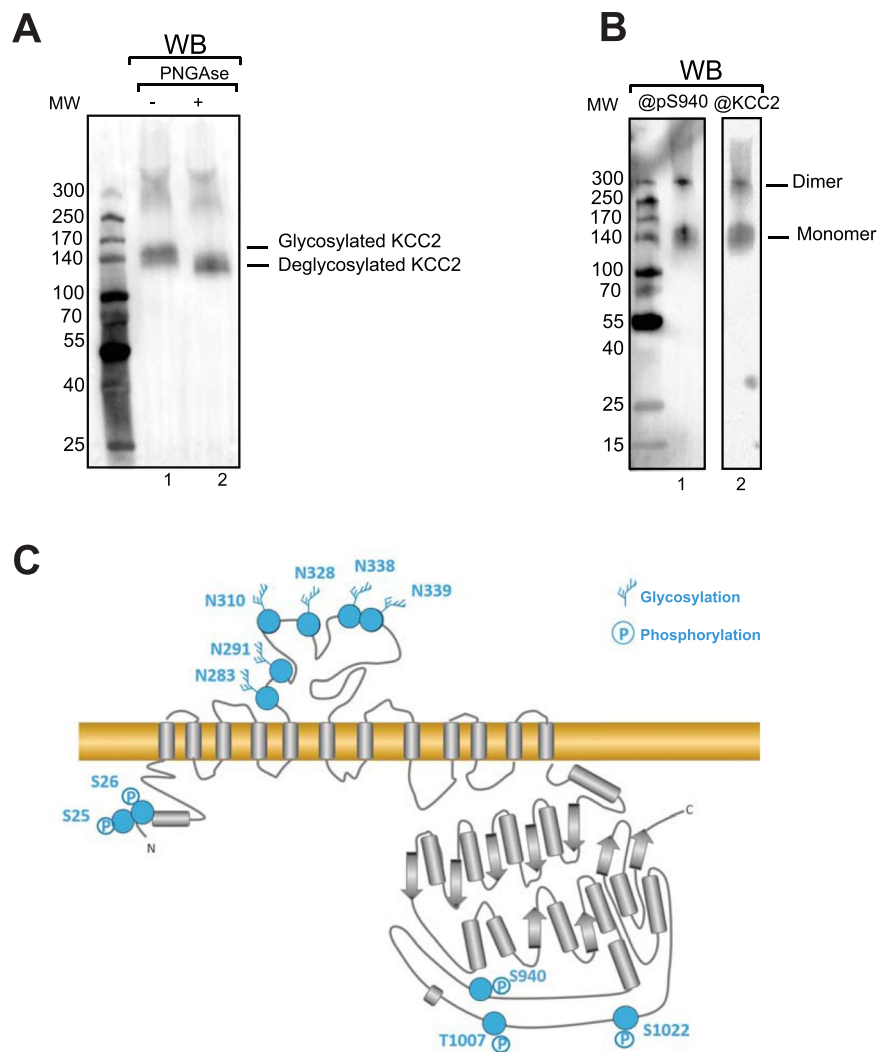 A
WB
PNGAse
MW - +
300
250
170
140
100
70
55
40
25
Glycosylated KCC2
Deglycosylated KCC2
1 2
B
WB
MW @pS940 @KCC2
300
250
170
140
100
70
55
40
25
15
Dimer
Monomer
1 2
C
N338
N328
N310
N339
N291
N283
Glycosylation
P Phosphorylation
S26
P
S25
P
N
C
S940
P
T1007
P
S1022
P